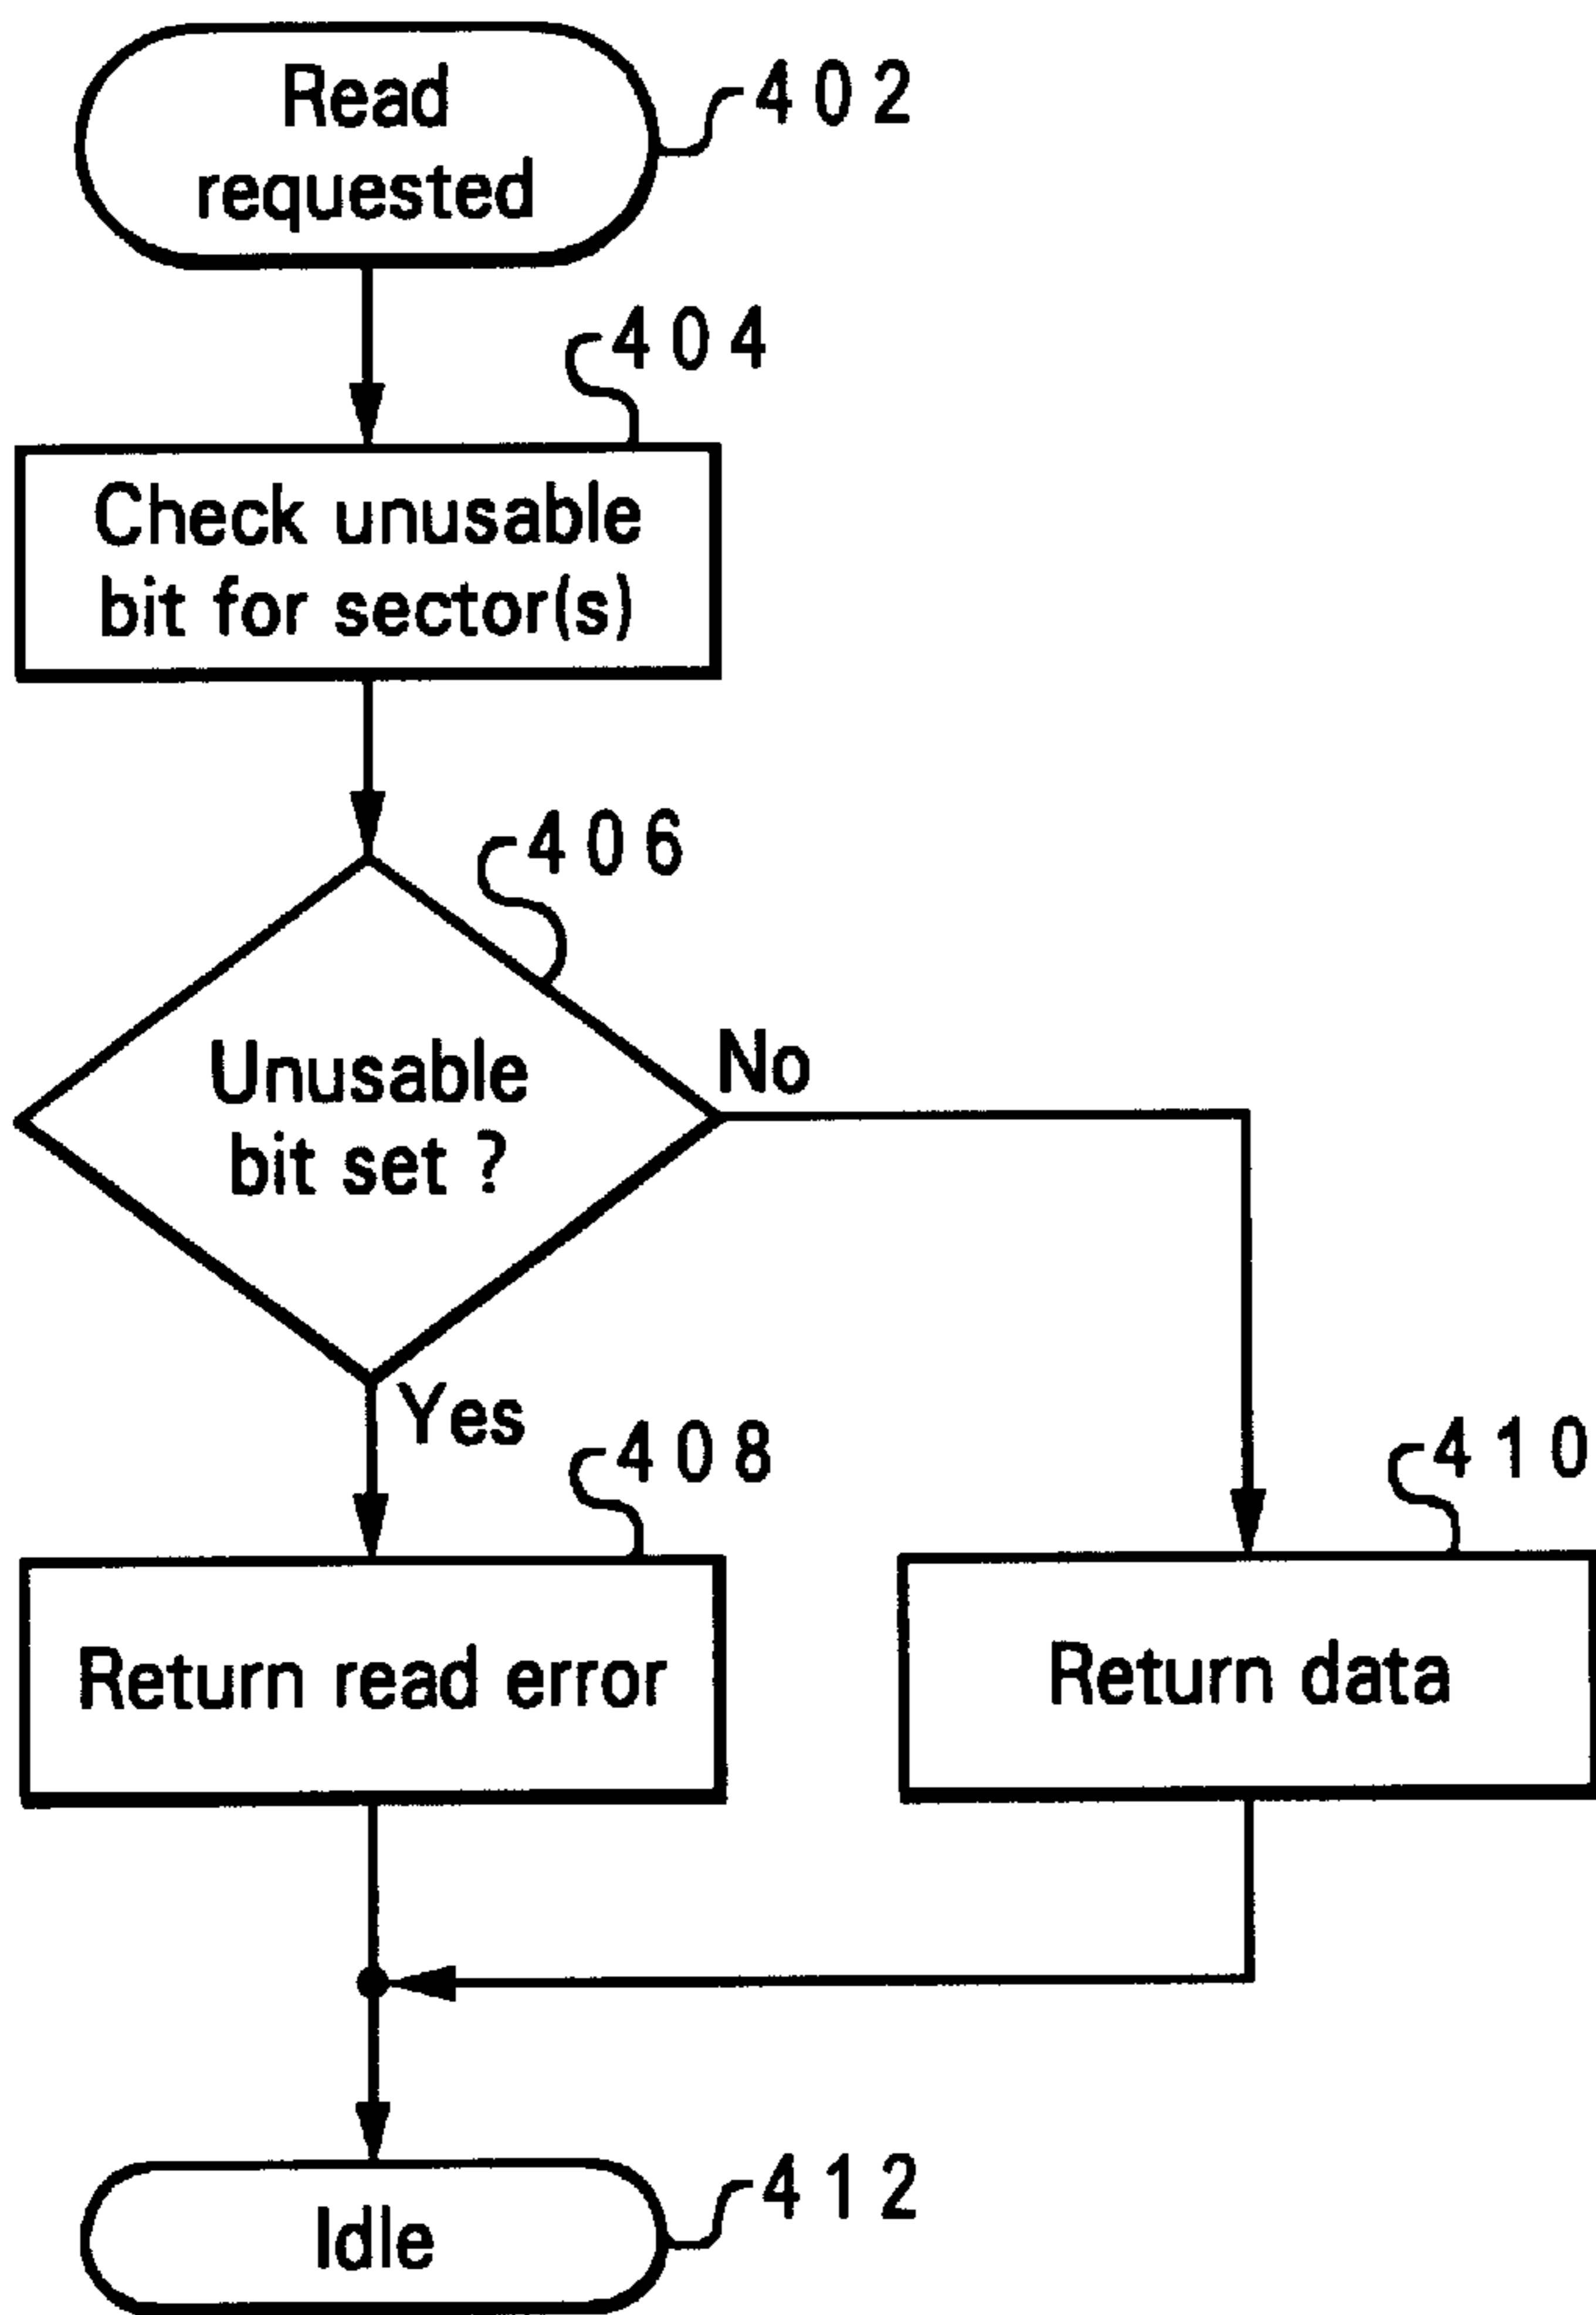 Read
requested
402
404
Check unusable
bit for sector(s)
406
Unusable
bit set ?
No
Yes
408
410
Return read error
Return data
Idle
412